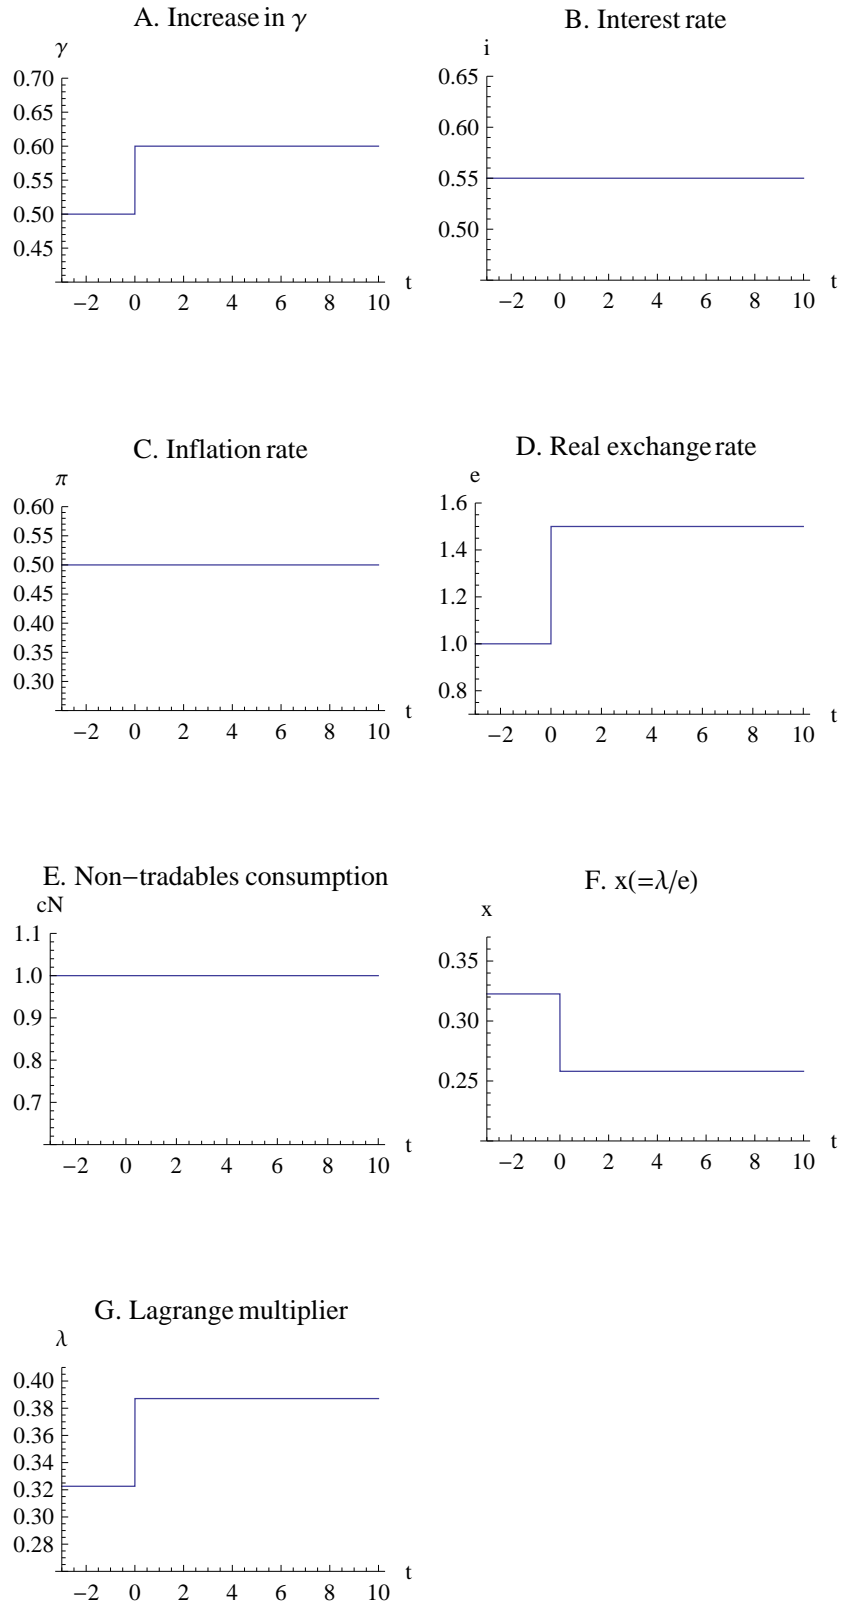 A. Increase in γ
γ
0.70
0.65
0.60
0.55
0.50
0.45
−2 0 2 4 6 8 10 t
B. Interest rate
i
0.65
0.60
0.55
0.50
−2 0 2 4 6 8 10 t
C. Inflation rate
π
0.60
0.55
0.50
0.45
0.40
0.35
0.30
−2 0 2 4 6 8 10 t
D. Real exchange rate
e
1.6
1.4
1.2
1.0
0.8
−2 0 2 4 6 8 10 t
E. Non−tradables consumption
cN
1.1
1.0
0.9
0.8
0.7
−2 0 2 4 6 8 10 t
F. x(=λ/e)
x
0.35
0.30
0.25
−2 0 2 4 6 8 10 t
G. Lagrange multiplier
λ
0.40
0.38
0.36
0.34
0.32
0.30
0.28
−2 0 2 4 6 8 10 t